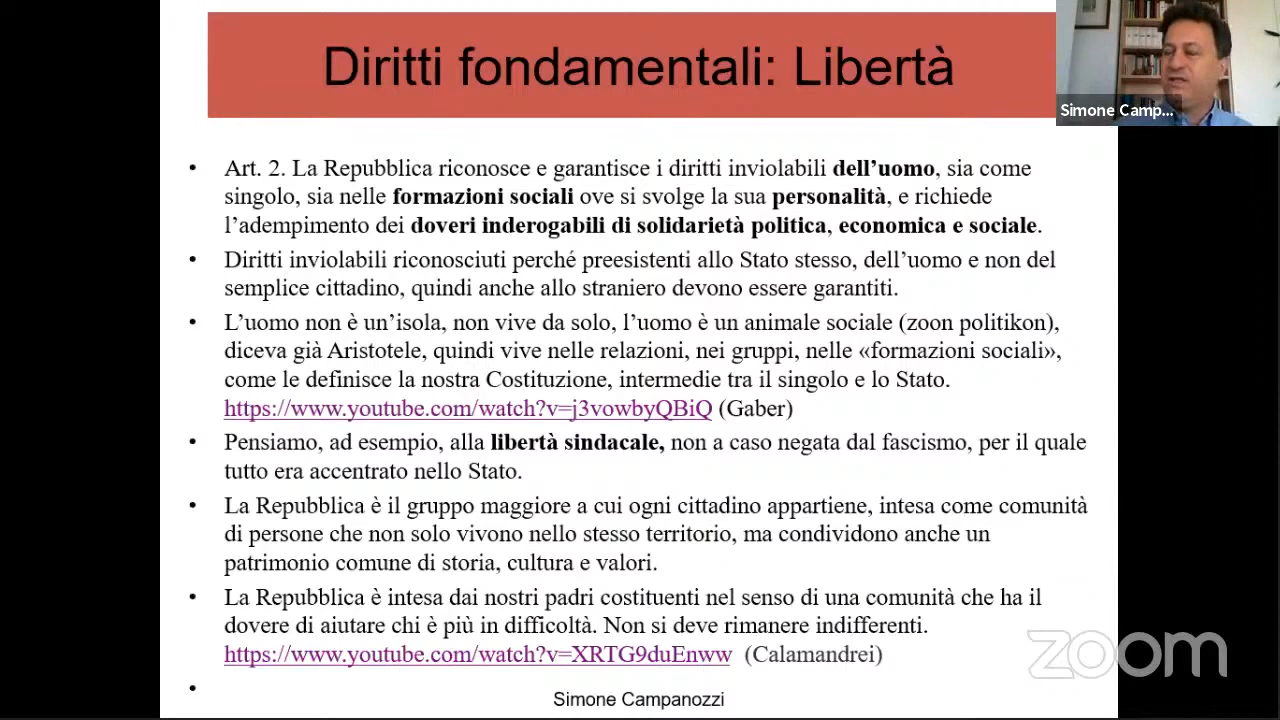 Diritti fondamentali: Libertà
Simone Camp...
• Art. 2. La Repubblica riconosce e garantisce i diritti inviolabili dell’uomo, sia come
singolo, sia nelle formazioni sociali ove si svolge la sua personalità, e richiede
l’adempimento dei doveri inderogabili di solidarietà politica, economica e sociale.
• Diritti inviolabili riconosciuti perché preesistenti allo Stato stesso, dell’uomo e non del
semplice cittadino, quindi anche allo straniero devono essere garantiti.
• L’uomo non è un’isola, non vive da solo, l’uomo è un animale sociale (zoon politikon),
diceva già Aristotele, quindi vive nelle relazioni, nei gruppi, nelle «formazioni sociali»,
come le definisce la nostra Costituzione, intermedie tra il singolo e lo Stato.
https://www.youtube.com/watch?v=j3vowbyQBiQ (Gaber)
• Pensiamo, ad esempio, alla libertà sindacale, non a caso negata dal fascismo, per il quale
tutto era accentrato nello Stato.
• La Repubblica è il gruppo maggiore a cui ogni cittadino appartiene, intesa come comunità
di persone che non solo vivono nello stesso territorio, ma condividono anche un
patrimonio comune di storia, cultura e valori.
• La Repubblica è intesa dai nostri padri costituenti nel senso di una comunità che ha il
dovere di aiutare chi è più in difficoltà. Non si deve rimanere indifferenti.
https://www.youtube.com/watch?v=XRTG9duEnww (Calamandrei)
•
Simone Campanozzi
zoom